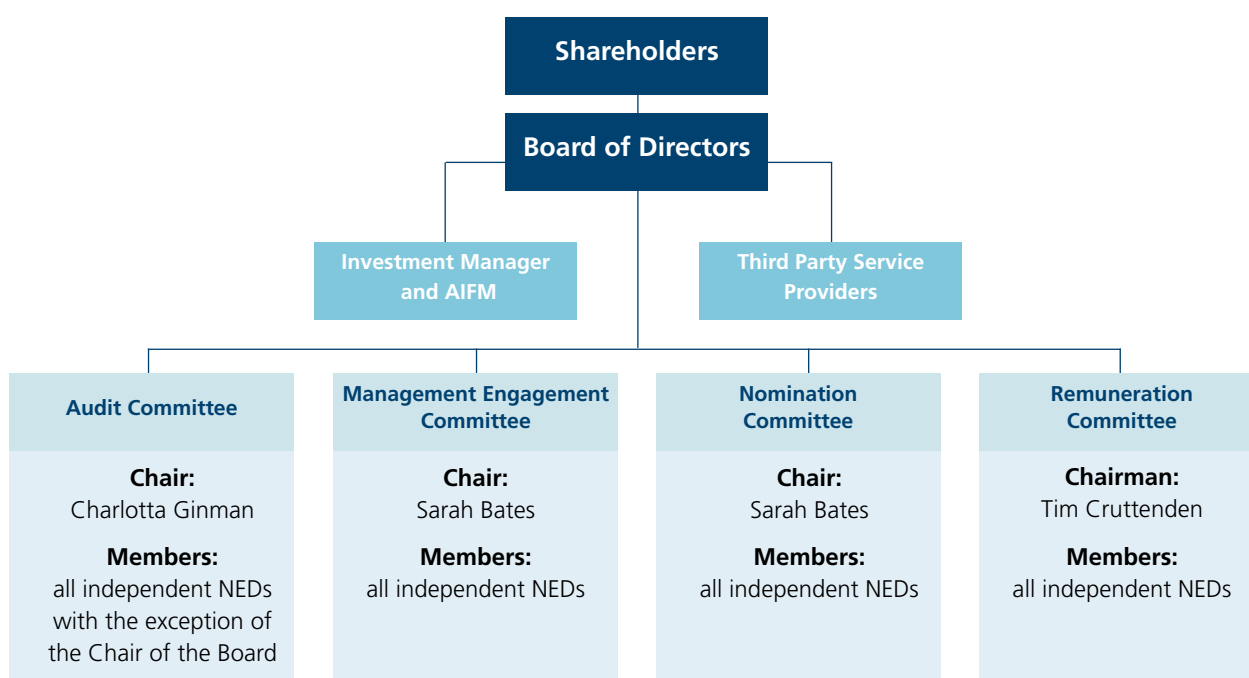 Shareholders
Board of Directors
Investment Manager
and AIFM
Third Party Service
Providers
Audit Committee
Chair:
Charlotta Ginman
Members:
all independent NEDs
with the exception of
the Chair of the Board
Management Engagement
Committee
Chair:
Sarah Bates
Members:
all independent NEDs
Nomination
Committee
Chair:
Sarah Bates
Members:
all independent NEDs
Remuneration
Committee
Chairman:
Tim Cruttenden
Members:
all independent NEDs